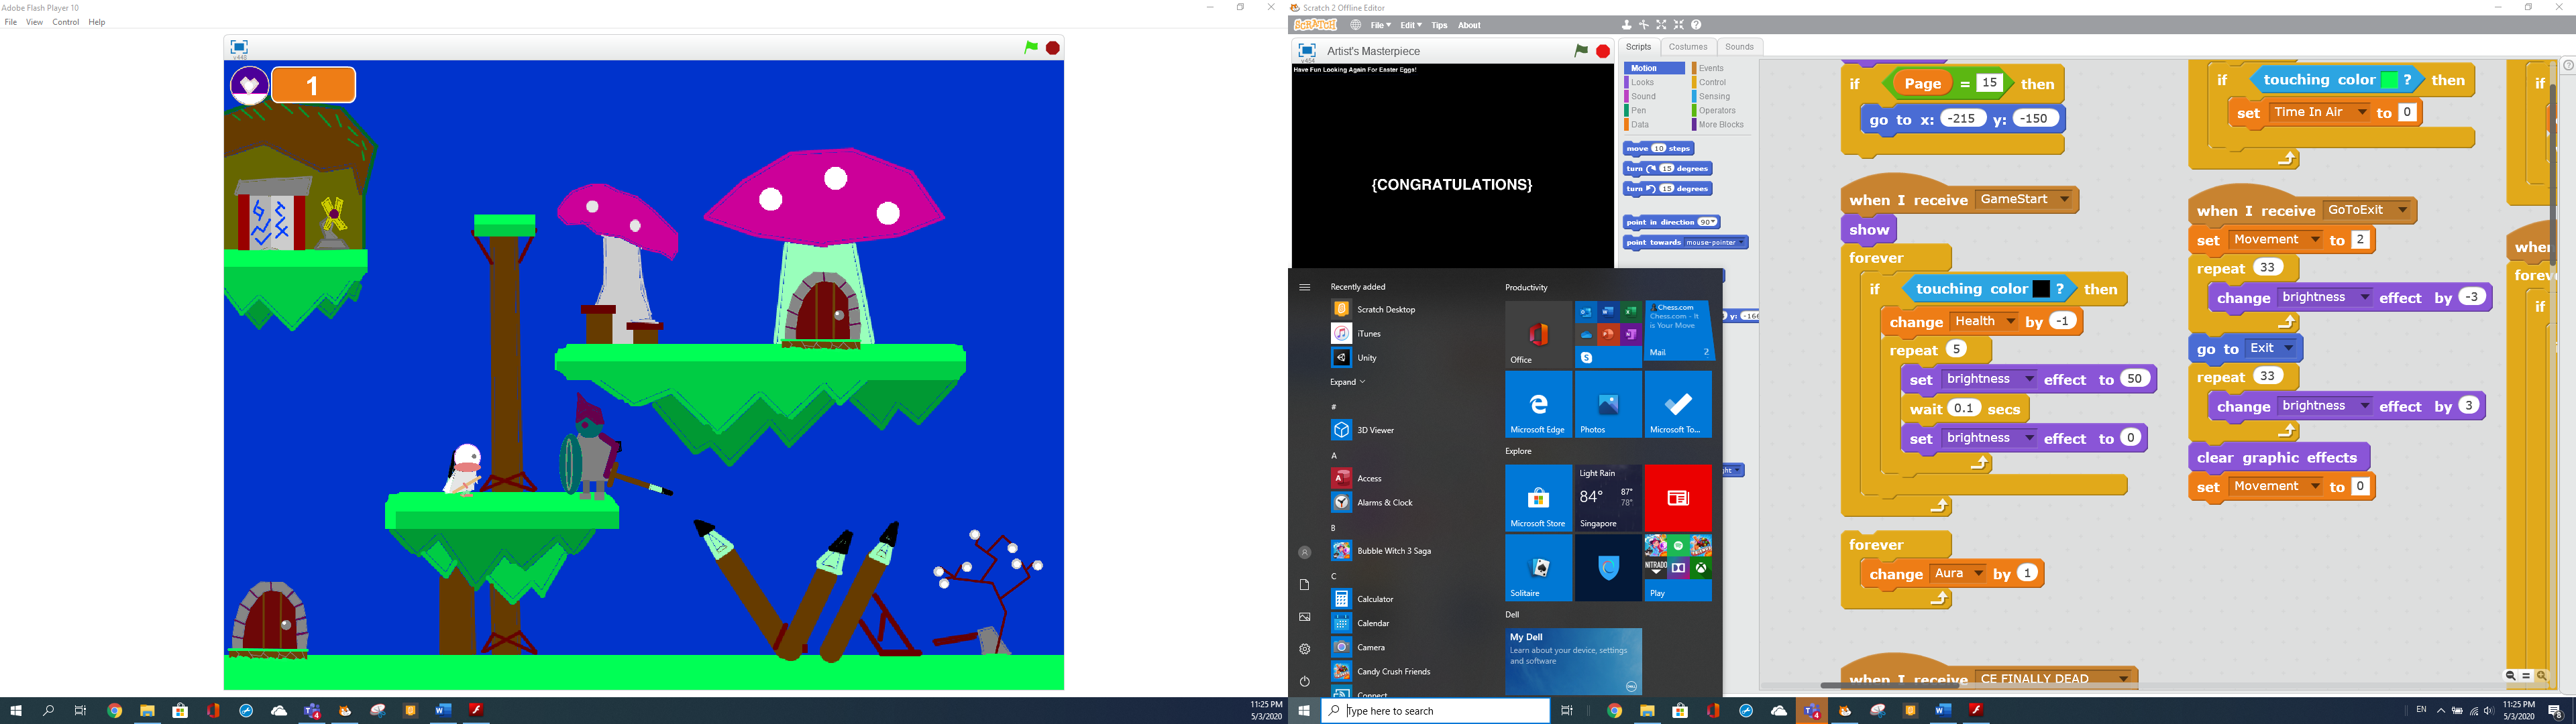 Adobe Flash Player 10
File View Control Help
v448
1
11:25 PM
5/3/2020
Scratch 2 Offline Editor
SCRATCH File Edit Tips About
Artist's Masterpiece
v454
Have Fun Looking Again For Easter Eggs!
{CONGRATULATIONS}
Scripts Costumes Sounds
Motion Events
Looks Control
Sound Sensing
Pen Operators
Data More Blocks
move 10 steps
turn 15 degrees
turn 15 degrees
point in direction 90
point towards mouse-pointer
y: -166
Recently added
Scratch Desktop
iTunes
Unity
Expand
#
3D Viewer
A
Access
Alarms & Clock
B
Bubble Witch 3 Saga
C
Calculator
Calendar
Camera
Candy Crush Friends
Connect
Productivity
Office
Chess.com
Chess.com - It
is Your Move
Mail 2
Microsoft Edge
Photos
Microsoft To...
Explore
Microsoft Store
Light Rain
84° 87°
78°
Singapore
Solitaire
NITRADO
Play
Dell
My Dell
Learn about your device, settings
and software
DELL
if Page = 15 then
go to x: -215 y: -150
when I receive GameStart
show
forever
if touching color ? then
change Health by -1
repeat 5
set brightness effect to 50
wait 0.1 secs
set brightness effect to 0
forever
change Aura by 1
when I receive CE FINALLY DEAD
if touching color ? then
set Time In Air to 0
when I receive GoToExit
set Movement to 2
repeat 33
change brightness effect by -3
go to Exit
repeat 33
change brightness effect by 3
clear graphic effects
set Movement to 0
if
when
forev
if
Type here to search
EN
11:25 PM
5/3/2020